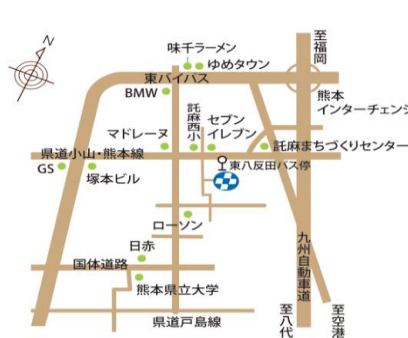 N
味千ラーメン
ゆめタウン
東バイパス
BMW
至福岡
熊本
インターチェンジ
託麻西小
セブン
イレブン
マドレーヌ
託麻まちづくりセンター
県道小山・熊本線
東八反田バス停
GS
塚本ビル
ローソン
日赤
国体道路
熊本県立大学
九州自動車道
県道戸島線
至八代
至空港